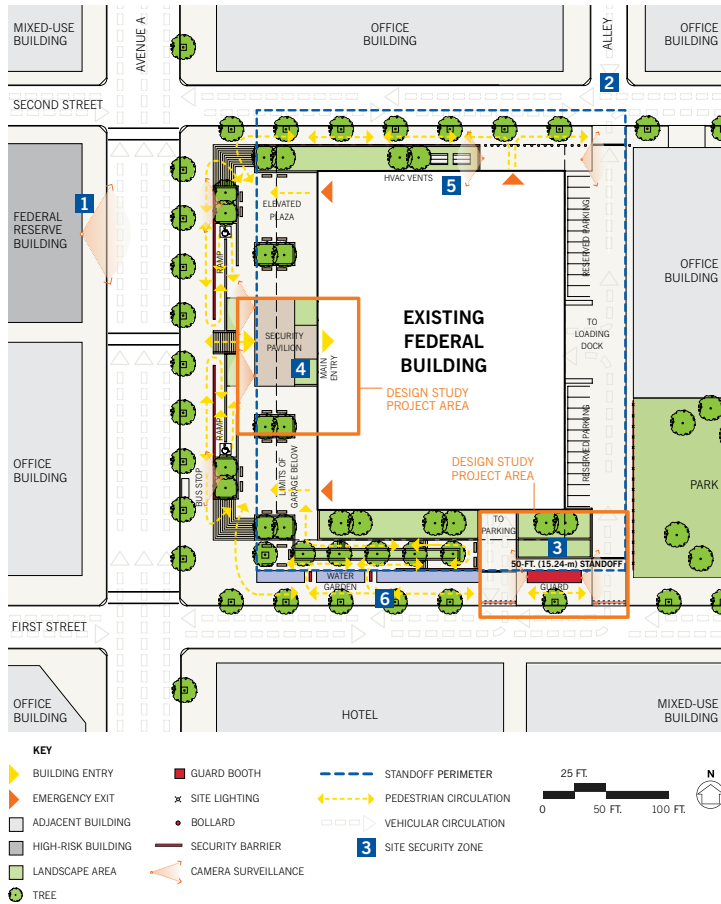 MIXED-USE
BUILDING
AVENUE A
OFFICE
BUILDING
ALLEY
OFFICE
BUILDING
2
SECOND STREET
1
FEDERAL
RESERVE
BUILDING
HVAC VENTS
5
ELEVATED
PLAZA
RAMP
RESERVED PARKING
OFFICE
BUILDING
SECURITY
PAVILION
4
MAIN
ENTRY
EXISTING
FEDERAL
BUILDING
TO
LOADING
DOCK
DESIGN STUDY
PROJECT AREA
OFFICE
BUILDING
RAMP
BUS STOP
LIMITS OF
GARAGE BELOW
DESIGN STUDY
PROJECT AREA
RESERVED PARKING
PARK
TO
PARKING
3
50-FT. (15.24-m) STANDOFF
WATER
GARDEN
GUARD
6
FIRST STREET
OFFICE
BUILDING
HOTEL
MIXED-USE
BUILDING
KEY
BUILDING ENTRY
EMERGENCY EXIT
ADJACENT BUILDING
HIGH-RISK BUILDING
LANDSCAPE AREA
TREE
GUARD BOOTH
SITE LIGHTING
BOLLARD
SECURITY BARRIER
CAMERA SURVEILLANCE
STANDOFF PERIMETER
PEDESTRIAN CIRCULATION
VEHICULAR CIRCULATION
3 SITE SECURITY ZONE
25 FT.
0 50 FT. 100 FT.
N